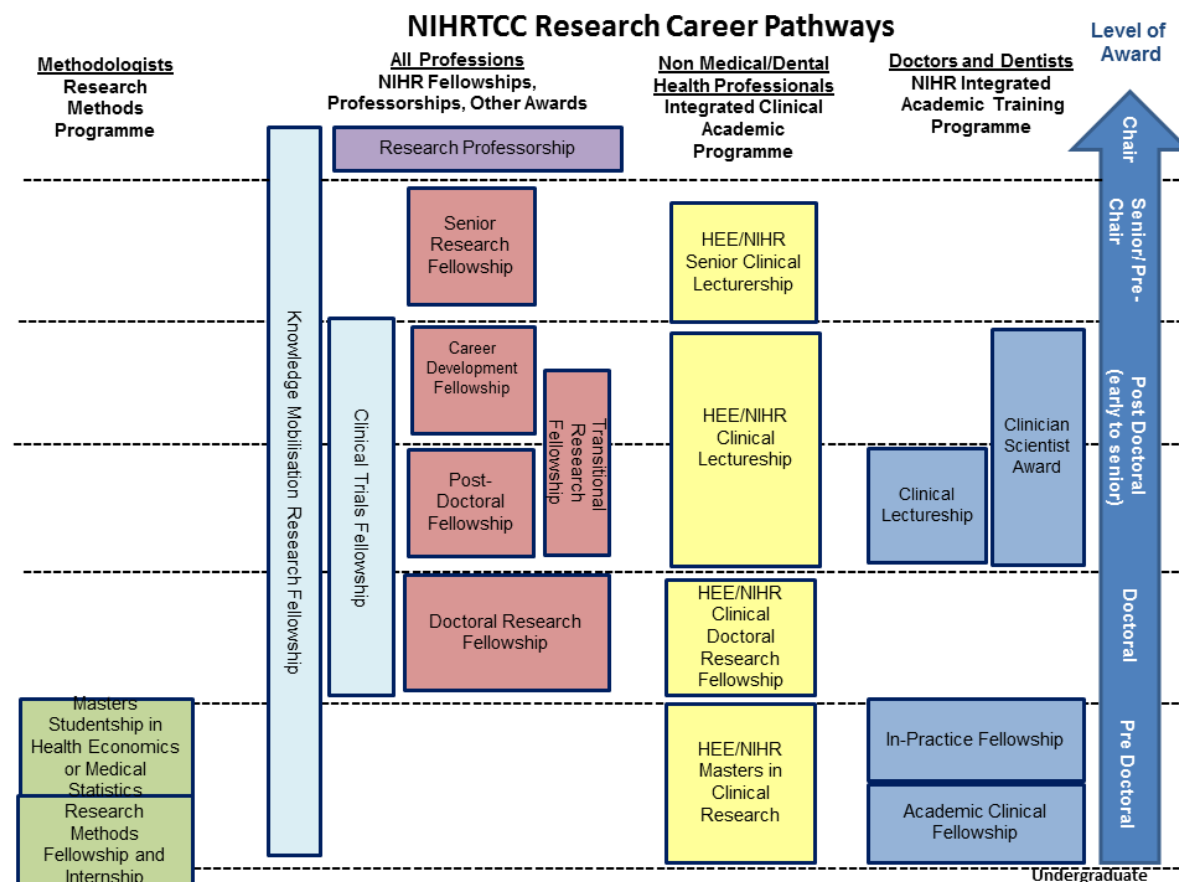 NIHRTCC Research Career Pathways
Level of
Award
Methodologists
Research
Methods
Programme
All Professions
NIHR Fellowships,
Professorships, Other Awards
Non Medical/Dental
Health Professionals
Integrated Clinical
Academic
Programme
Doctors and Dentists
NIHR Integrated
Academic Training
Programme
Chair
Research Professorship
Senior/ Pre-
Chair
Senior
Research
Fellowship
HEE/NIHR
Senior Clinical
Lecturership
Knowledge Mobilisation Research Fellowship
Clinical Trials Fellowship
Career
Development
Fellowship
Transitional
Research
Fellowship
Post-
Doctoral
Fellowship
HEE/NIHR
Clinical
Lectureship
Clinical
Lectureship
Clinician
Scientist
Award
Post Doctoral
(early to senior)
Doctoral Research
Fellowship
HEE/NIHR
Clinical
Doctoral
Research
Fellowship
Doctoral
Masters
Studentship in
Health Economics
or Medical
Statistics
Research
Methods
Fellowship and
Internship
HEE/NIHR
Masters in
Clinical
Research
In-Practice Fellowship
Academic Clinical
Fellowship
Pre Doctoral
Undergraduate